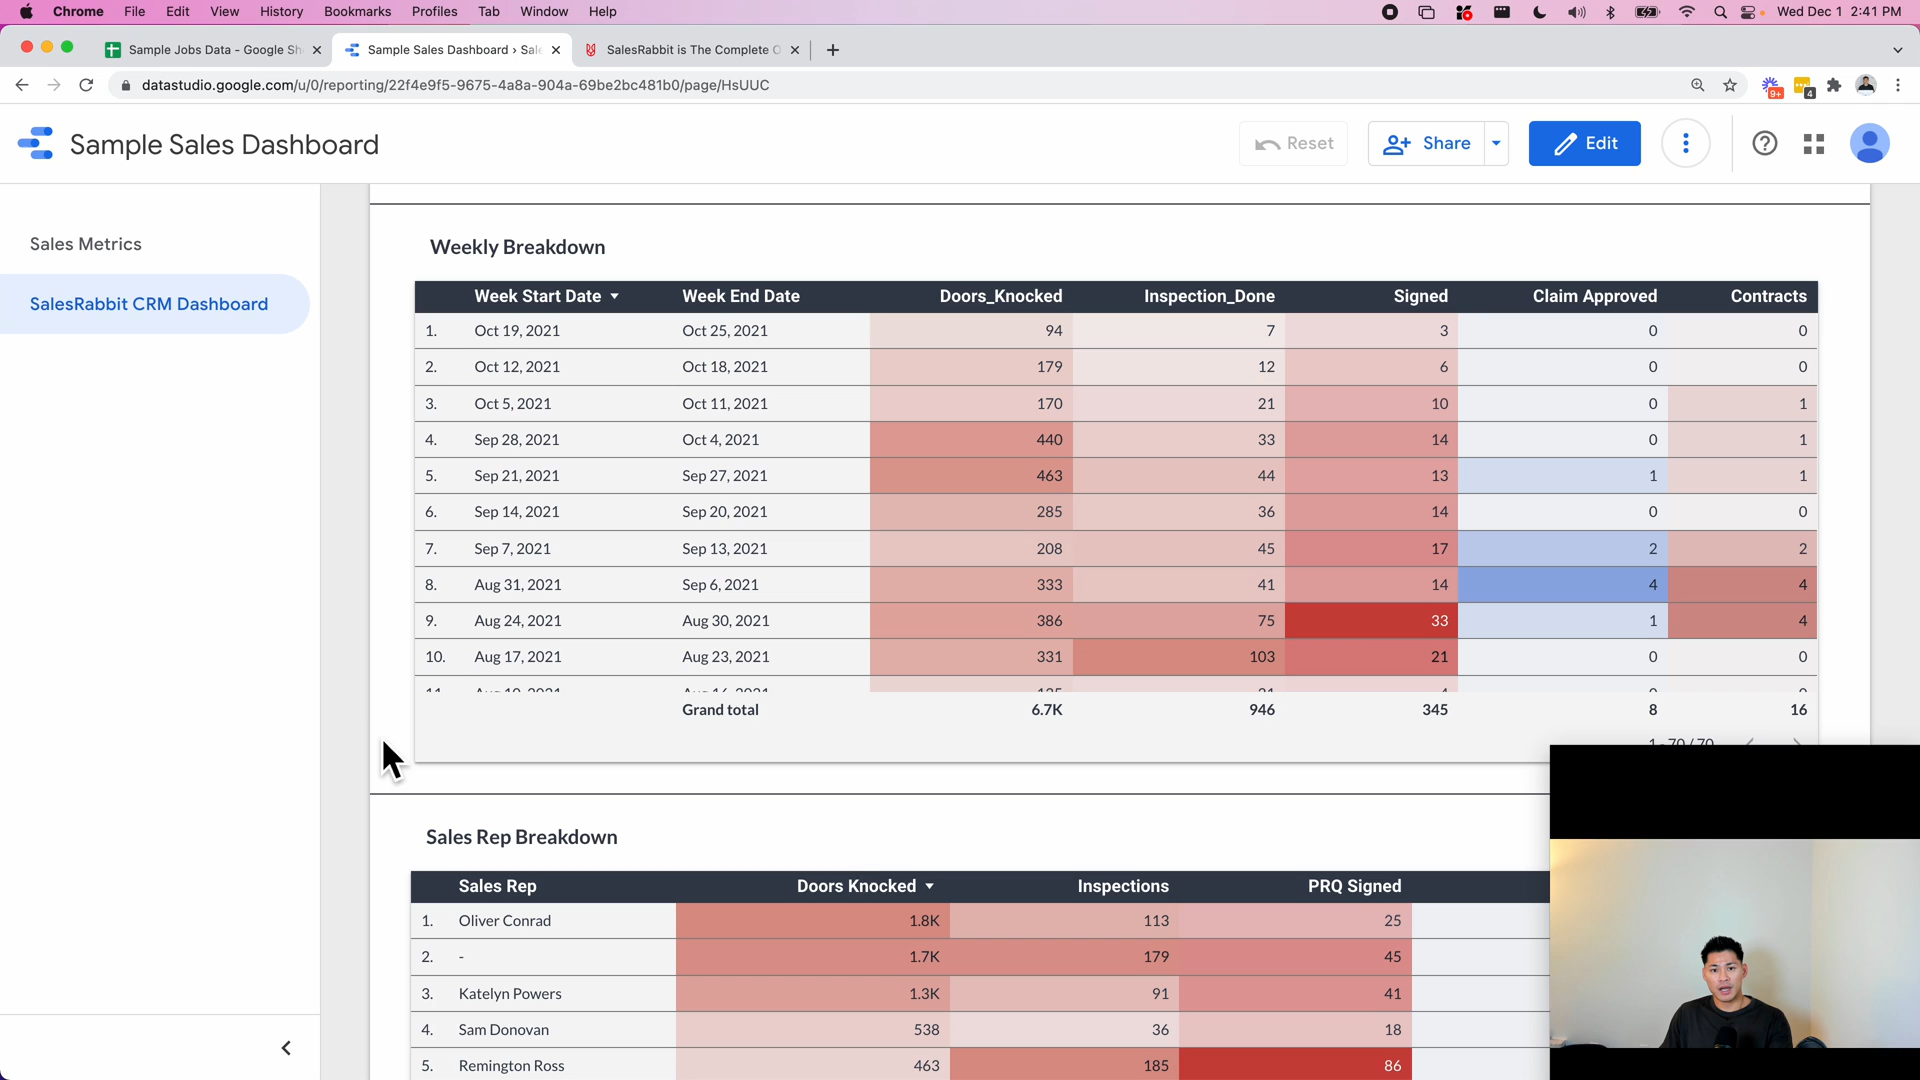 Chrome File Edit View History Bookmarks Profiles Tab Window Help Wed Dec 1 2:41 PM
Sample Jobs Data - Google Sh Sample Sales Dashboard › Sale SalesRabbit is The Complete O
datastudio.google.com/u/0/reporting/22f4e9f5-9675-4a8a-904a-69be2bc481b0/page/HsUUC 9+ 4
Sample Sales Dashboard Reset Share Edit
Sales Metrics
SalesRabbit CRM Dashboard
Weekly Breakdown
Week Start Date Week End Date Doors_Knocked Inspection_Done Signed Claim Approved Contracts
1. Oct 19, 2021 Oct 25, 2021 94 7 3 0 0
2. Oct 12, 2021 Oct 18, 2021 179 12 6 0 0
3. Oct 5, 2021 Oct 11, 2021 170 21 10 0 1
4. Sep 28, 2021 Oct 4, 2021 440 33 14 0 1
5. Sep 21, 2021 Sep 27, 2021 463 44 13 1 1
6. Sep 14, 2021 Sep 20, 2021 285 36 14 0 0
7. Sep 7, 2021 Sep 13, 2021 208 45 17 2 2
8. Aug 31, 2021 Sep 6, 2021 333 41 14 4 4
9. Aug 24, 2021 Aug 30, 2021 386 75 33 1 4
10. Aug 17, 2021 Aug 23, 2021 331 103 21 0 0
Grand total 6.7K 946 345 8 16
1 - 70 / 70
Sales Rep Breakdown
Sales Rep Doors Knocked Inspections PRQ Signed
1. Oliver Conrad 1.8K 113 25
2. - 1.7K 179 45
3. Katelyn Powers 1.3K 91 41
4. Sam Donovan 538 36 18
5. Remington Ross 463 185 86